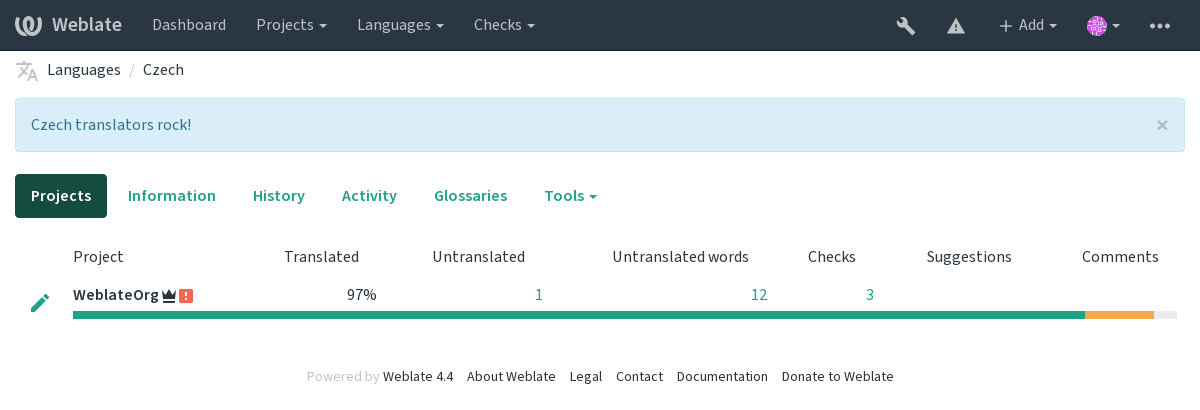 Weblate Dashboard Projects Languages Checks + Add
Languages / Czech
Czech translators rock! ×
Projects Information History Activity Glossaries Tools
Project Translated Untranslated Untranslated words Checks Suggestions Comments
WeblateOrg 97% 1 12 3
Powered by Weblate 4.4 About Weblate Legal Contact Documentation Donate to Weblate